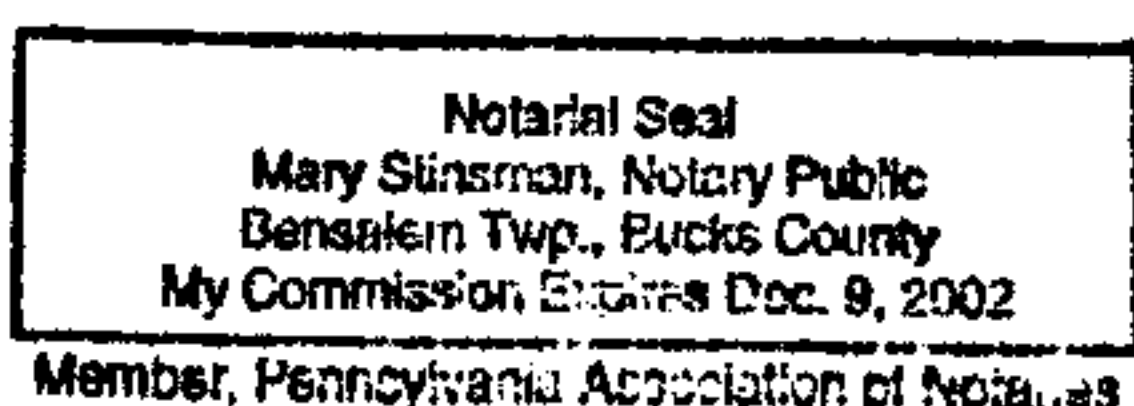 Notarial Seal
Mary Stinsman, Notary Public
Bensalem Twp., Bucks County
My Commission Expires Dec. 9, 2002
Member, Pennsylvania Association of Notaries